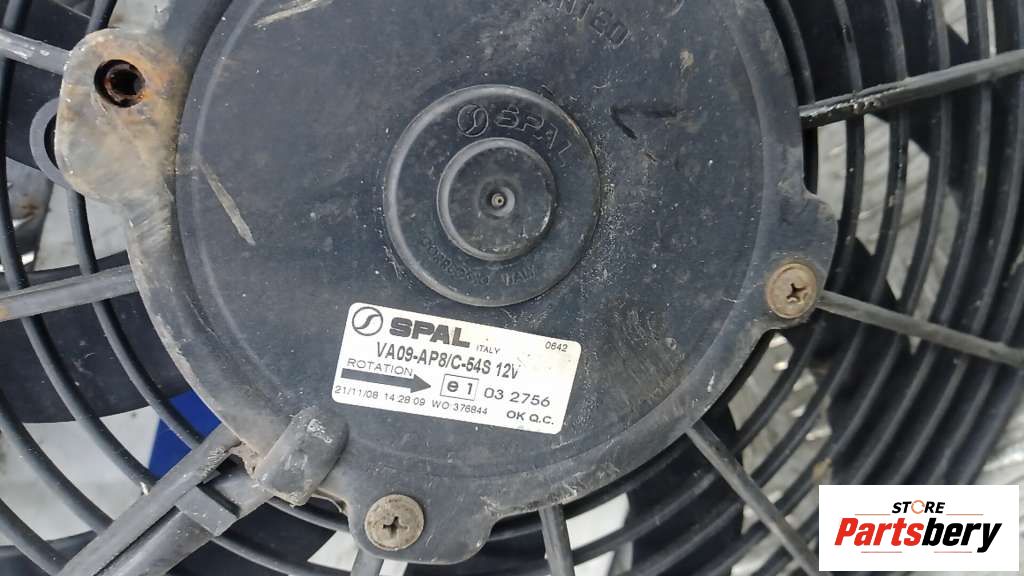 SPAL
SPAL
ITALY
0642
VA09-AP8/C-54S 12V
ROTATION
e1 03 2756
21/11/08 14:28:09 WO 376844
OK Q.C.
STORE
Partsbery